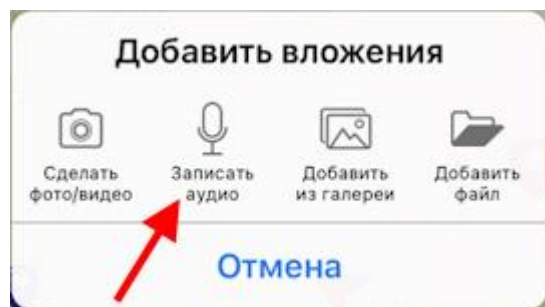 Добавить вложения
Сделать фото/видео
Записать аудио
Добавить из галереи
Добавить файл
Отмена